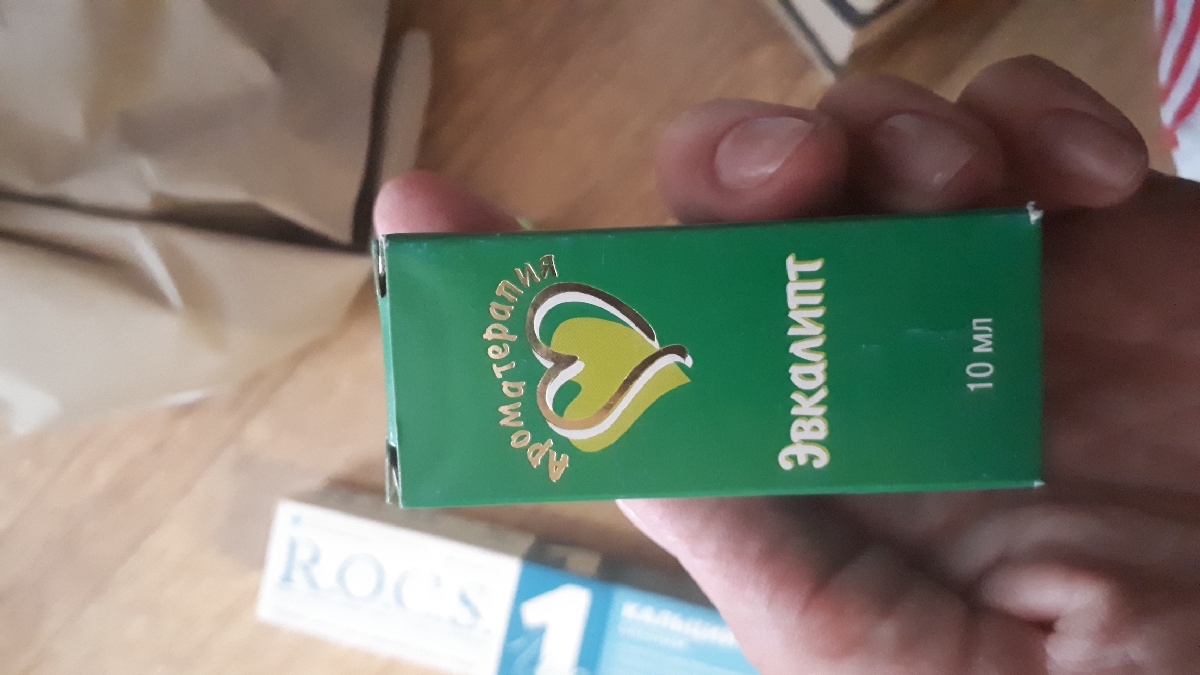 Ароматерапия
Эвкалипт
10 мл
R.O.C.S.
1
КАЛЬЦИЙ